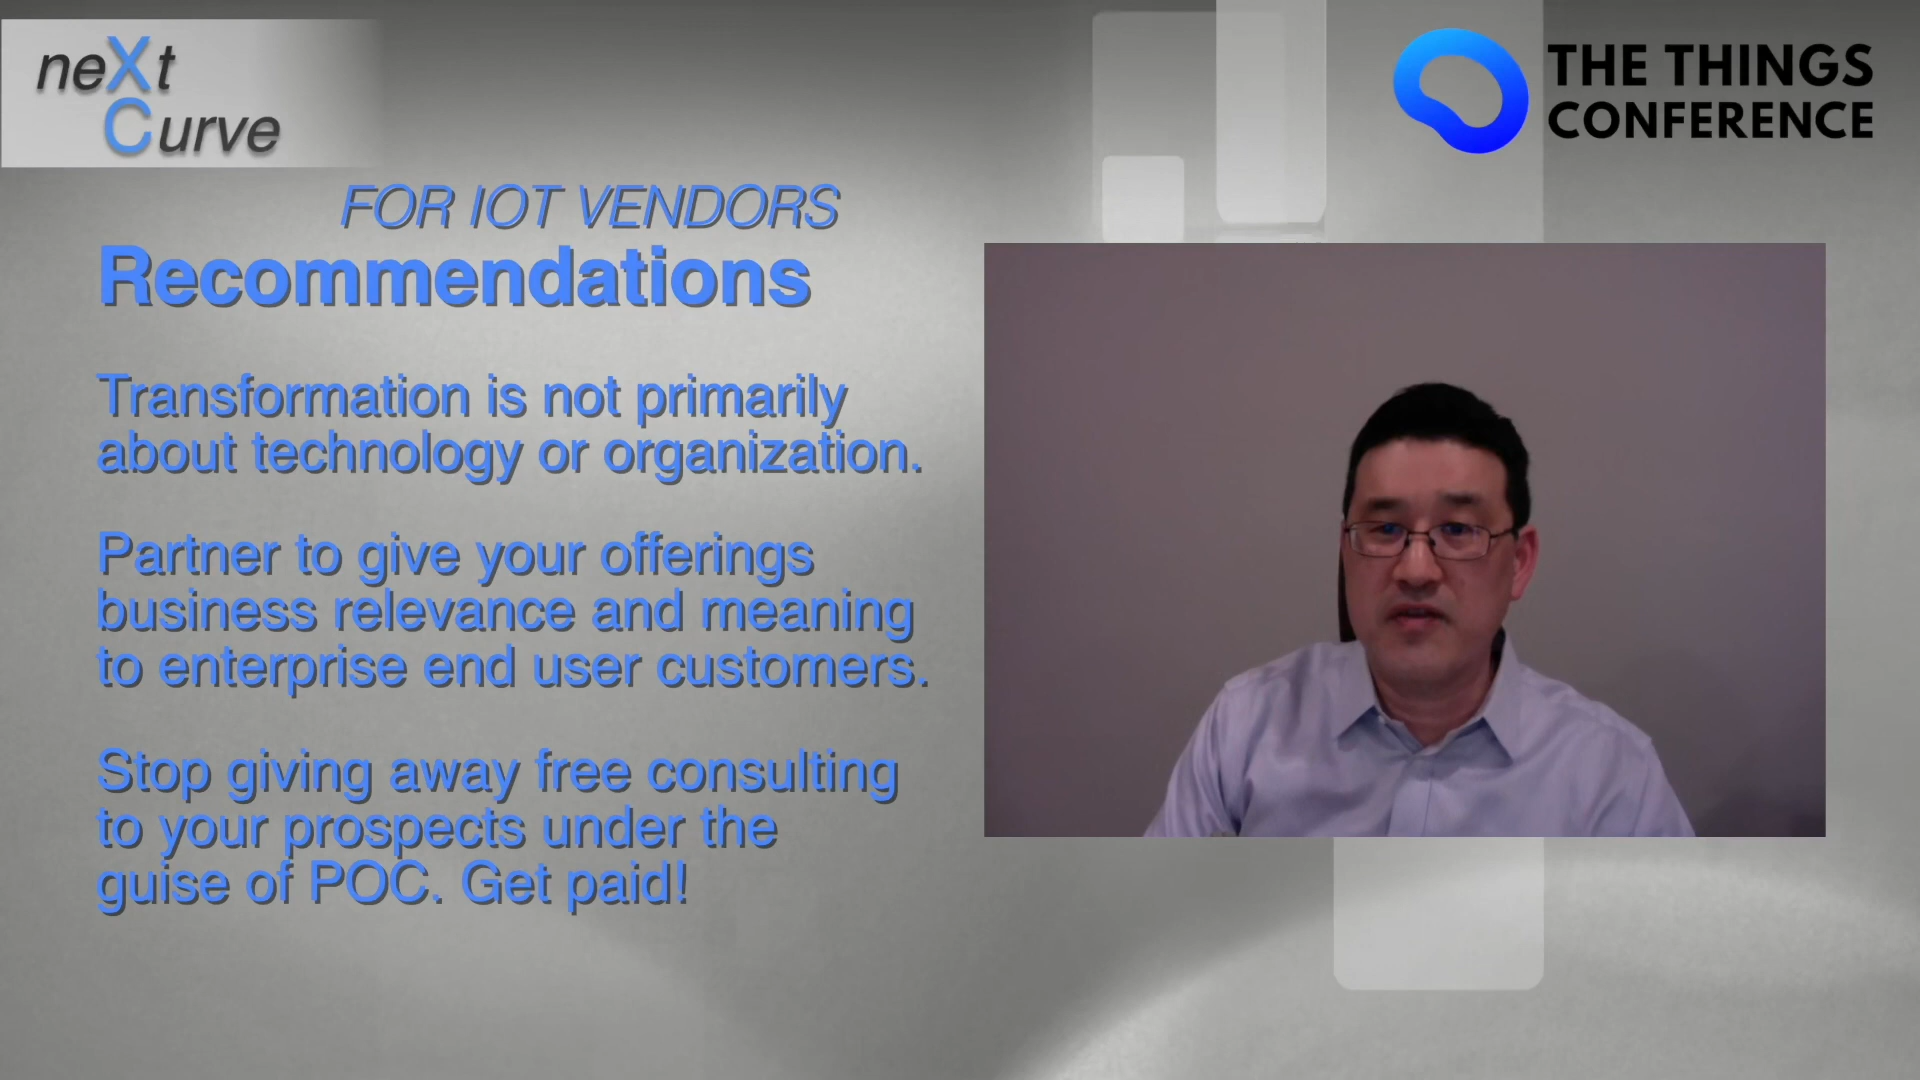 neXt
Curve
THE THINGS
CONFERENCE
FOR IOT VENDORS
Recommendations
Transformation is not primarily
about technology or organization.
Partner to give your offerings
business relevance and meaning
to enterprise end user customers.
Stop giving away free consulting
to your prospects under the
guise of POC. Get paid!